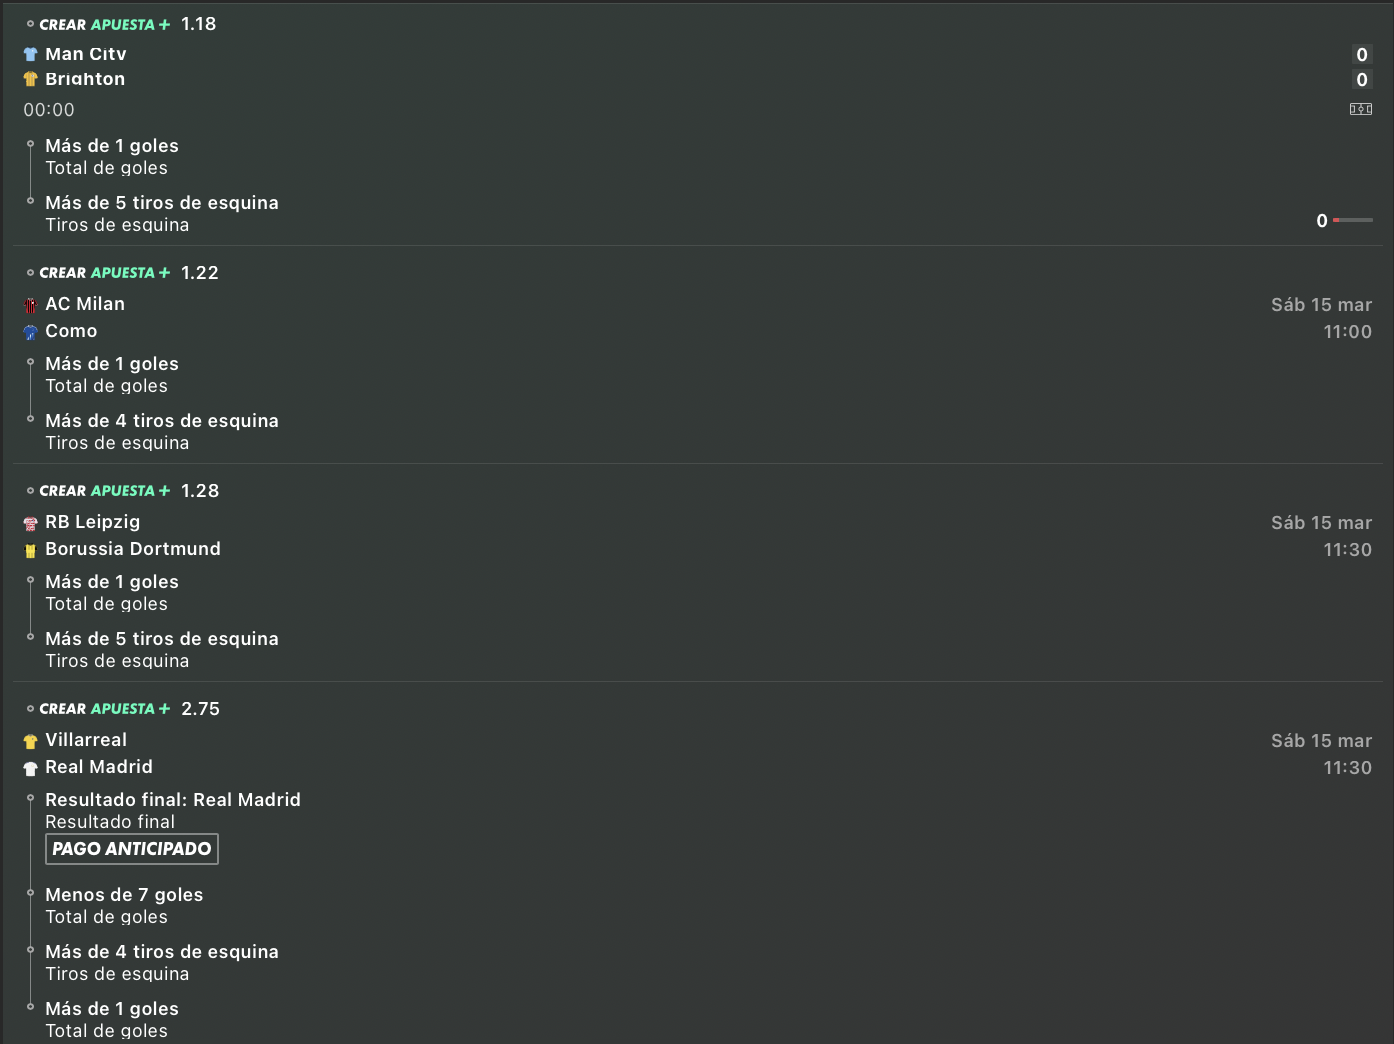 CREAR APUESTA + 1.18
Man City 0
Brighton 0
00:00
Más de 1 goles
Total de goles
Más de 5 tiros de esquina
Tiros de esquina 0
CREAR APUESTA + 1.22
AC Milan Sáb 15 mar
Como 11:00
Más de 1 goles
Total de goles
Más de 4 tiros de esquina
Tiros de esquina
CREAR APUESTA + 1.28
RB Leipzig Sáb 15 mar
Borussia Dortmund 11:30
Más de 1 goles
Total de goles
Más de 5 tiros de esquina
Tiros de esquina
CREAR APUESTA + 2.75
Villarreal Sáb 15 mar
Real Madrid 11:30
Resultado final: Real Madrid
Resultado final
PAGO ANTICIPADO
Menos de 7 goles
Total de goles
Más de 4 tiros de esquina
Tiros de esquina
Más de 1 goles
Total de goles